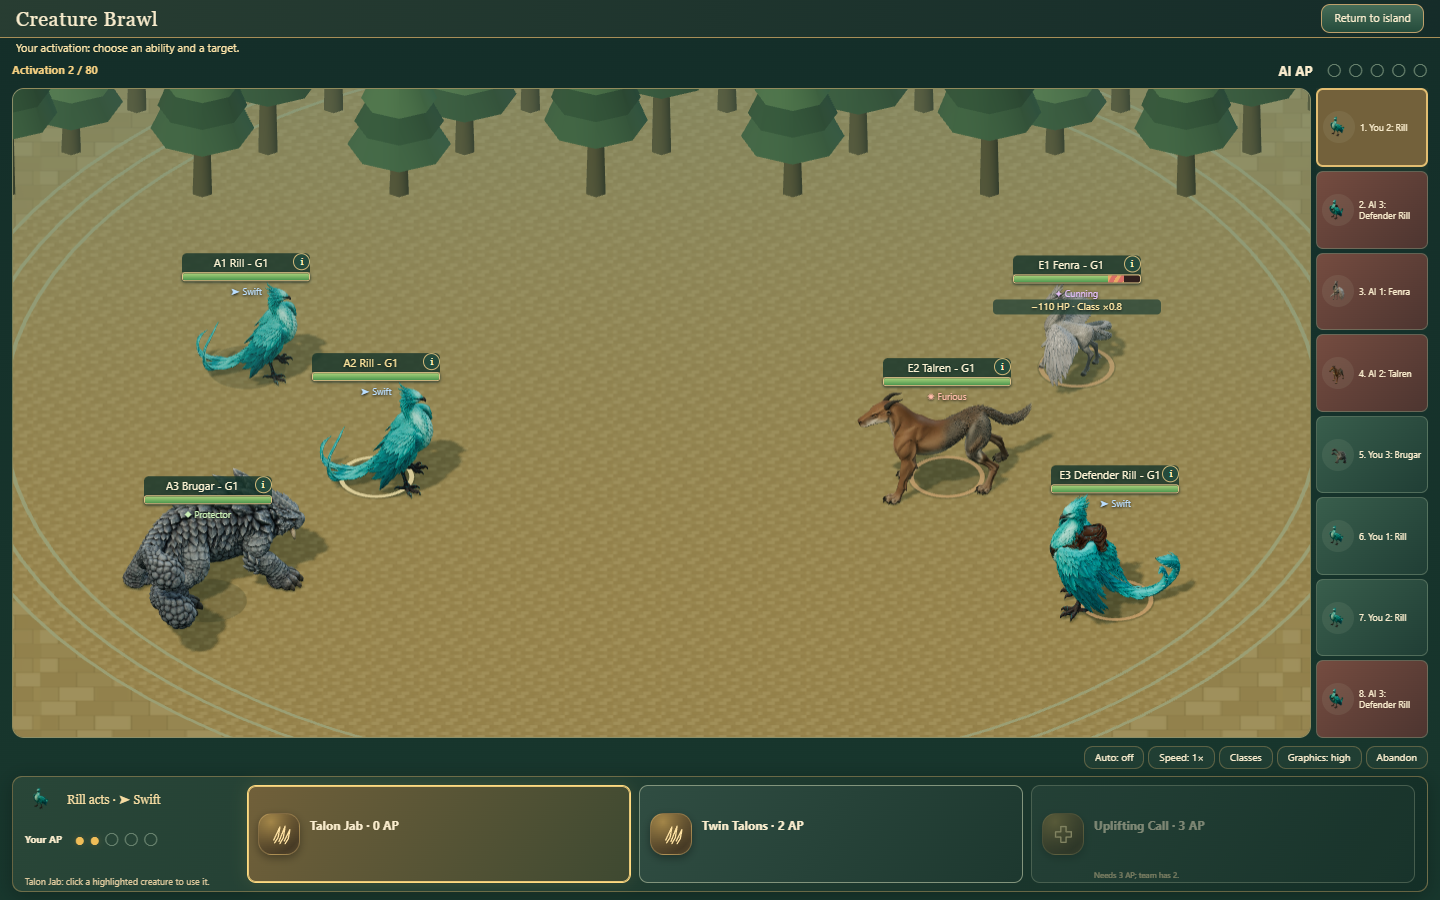 Creature Brawl
Return to island
Your activation: choose an ability and a target.
Activation 2 / 80
AI AP
A1 Rill - G1
i
➤ Swift
A2 Rill - G1
i
➤ Swift
A3 Brugar - G1
i
◆ Protector
E1 Fenra - G1
i
✦ Cunning
−110 HP · Class ×0.8
E2 Talren - G1
i
✹ Furious
E3 Defender Rill - G1
i
➤ Swift
1. You 2: Rill
2. AI 3:
Defender Rill
3. AI 1: Fenra
4. AI 2: Talren
5. You 3: Brugar
6. You 1: Rill
7. You 2: Rill
8. AI 3:
Defender Rill
Auto: off
Speed: 1×
Classes
Graphics: high
Abandon
Rill acts · ➤ Swift
Your AP
Talon Jab: click a highlighted creature to use it.
Talon Jab · 0 AP
Twin Talons · 2 AP
Uplifting Call · 3 AP
Needs 3 AP; team has 2.